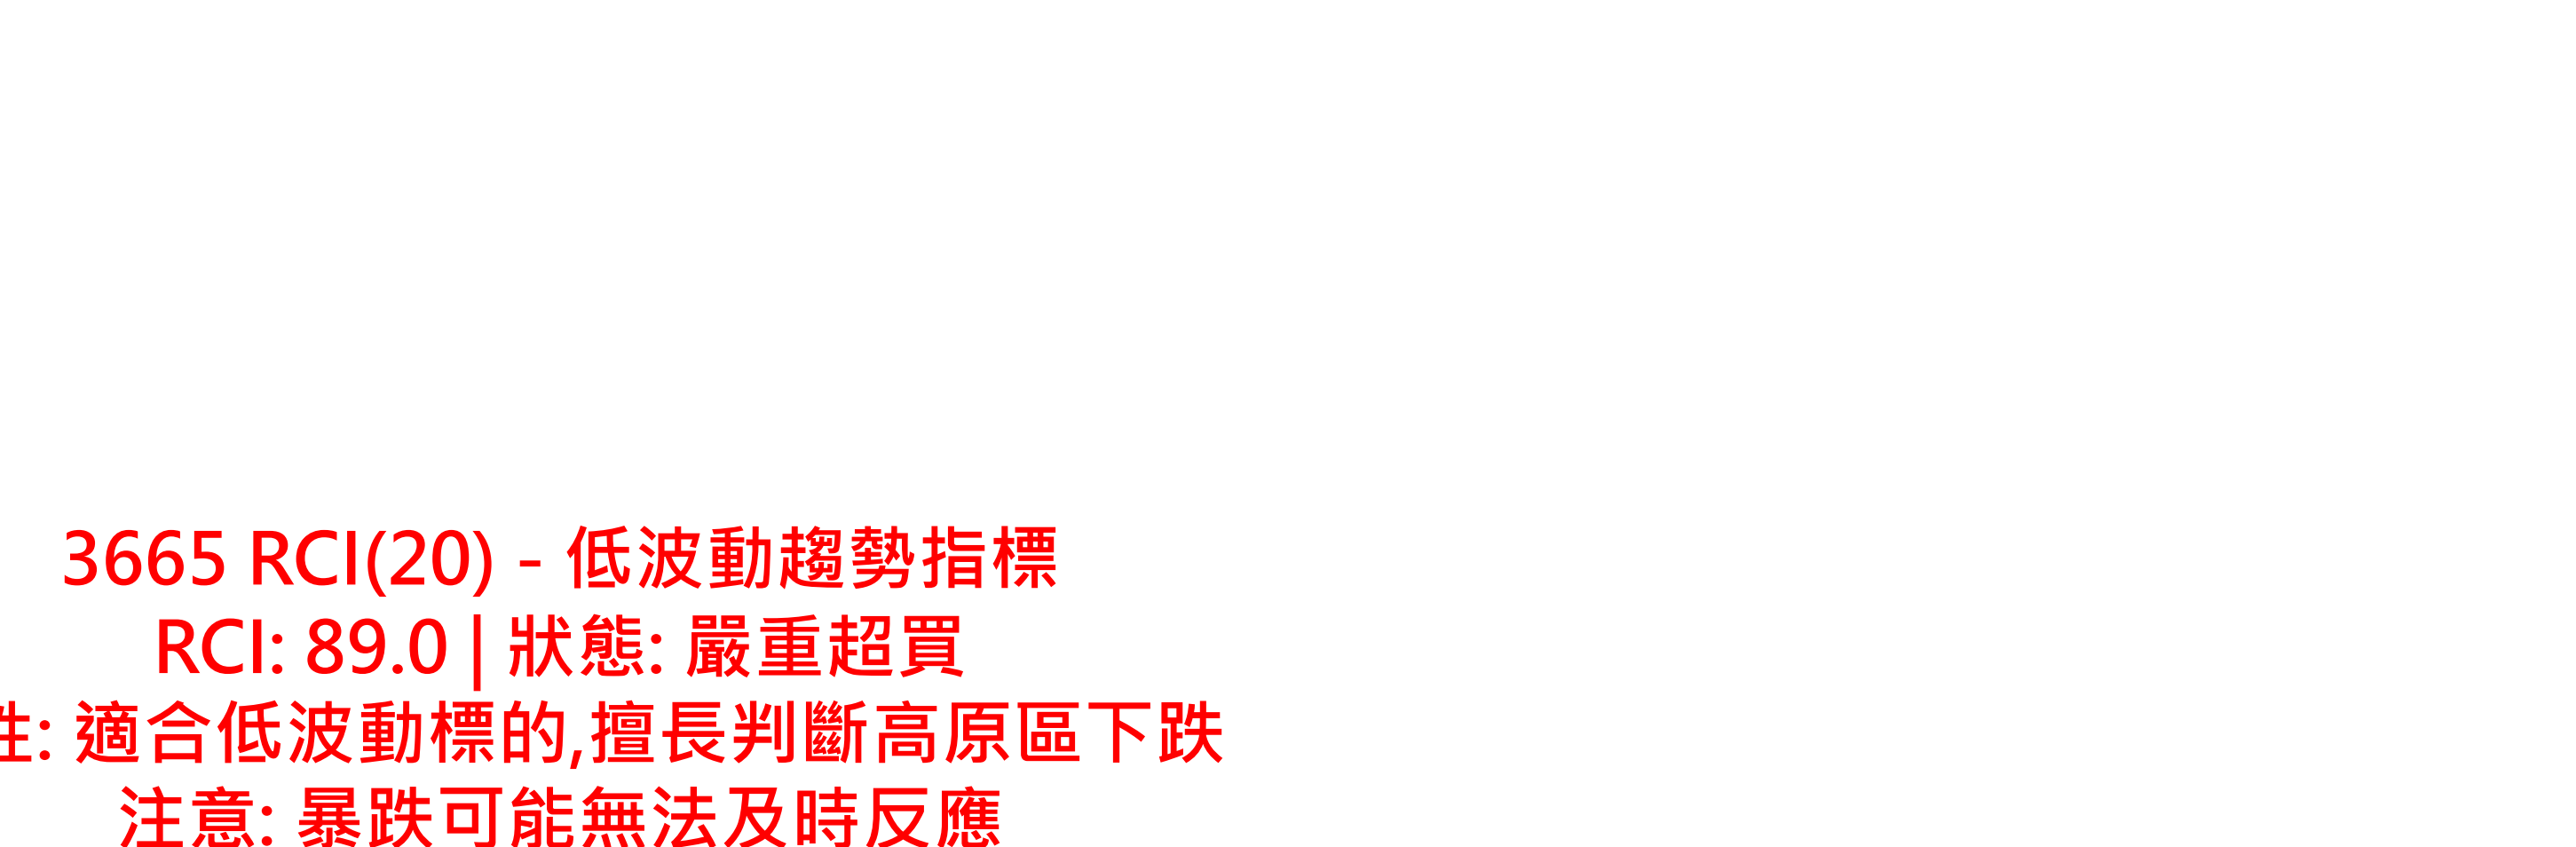 3665 RCI(20) - 低波動趨勢指標
RCI: 89.0 | 狀態: 嚴重超買
性: 適合低波動標的,擅長判斷高原區下跌
注意: 暴跌可能無法及時反應